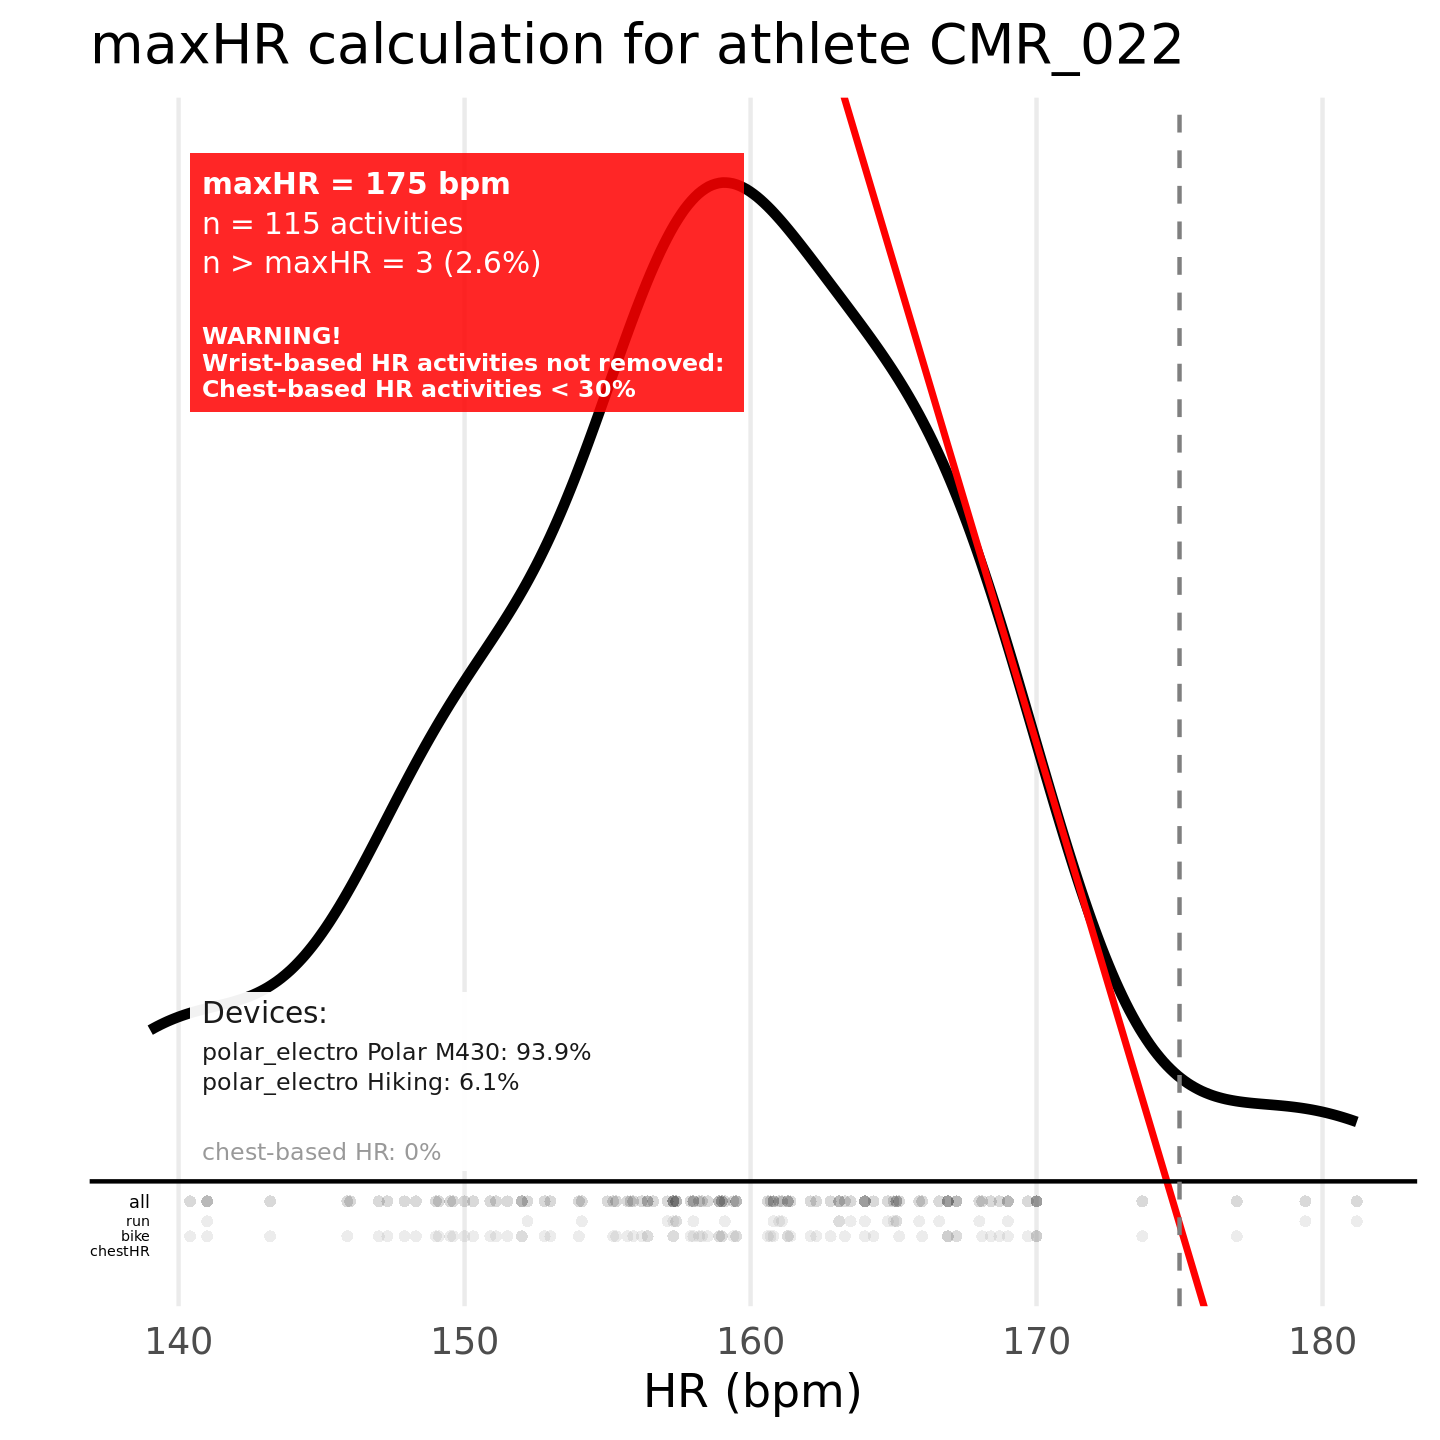 maxHR calculation for athlete CMR_022
maxHR = 175 bpm
n = 115 activities
n > maxHR = 3 (2.6%)
WARNING!
Wrist-based HR activities not removed:
Chest-based HR activities < 30%
Devices:
polar_electro Polar M430: 93.9%
polar_electro Hiking: 6.1%
chest-based HR: 0%
all
run
bike
chestHR
140 150 160 170 180
HR (bpm)